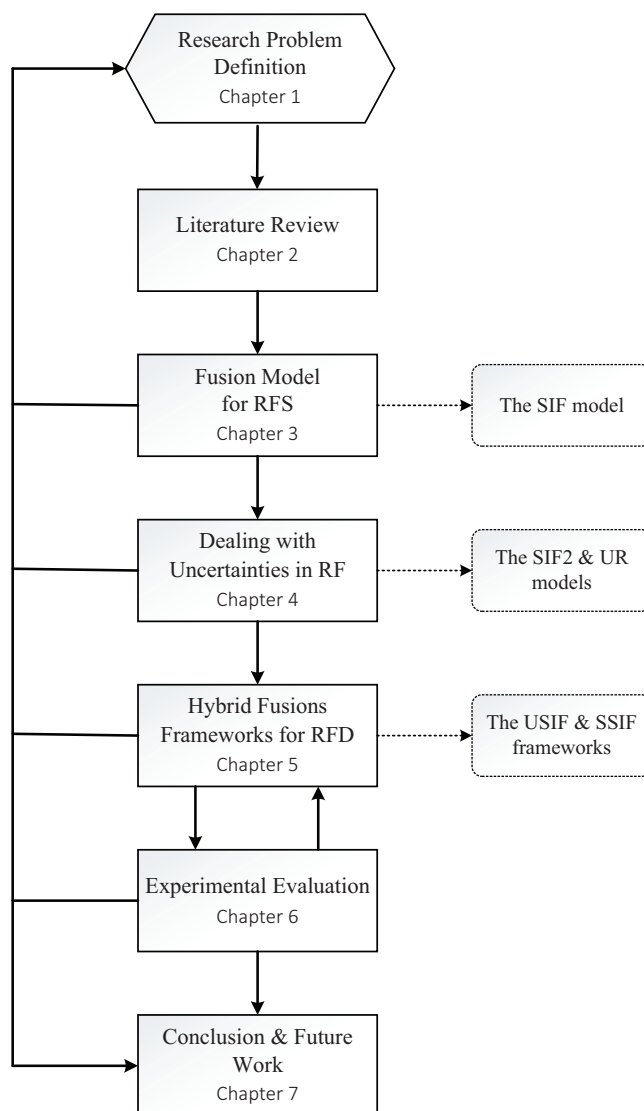 Research Problem
Definition
Chapter 1
Literature Review
Chapter 2
Fusion Model
for RFS
Chapter 3
The SIF model
Dealing with
Uncertainties in RF
Chapter 4
The SIF2 & UR
models
Hybrid Fusions
Frameworks for RFD
Chapter 5
The USIF & SSIF
frameworks
Experimental Evaluation
Chapter 6
Conclusion & Future
Work
Chapter 7